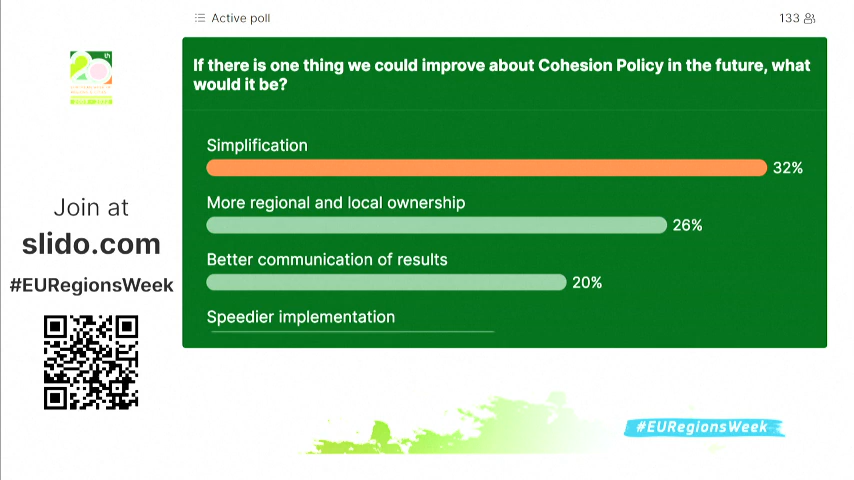 Active poll
133
If there is one thing we could improve about Cohesion Policy in the future, what
would it be?
Simplification
32%
More regional and local ownership
26%
Better communication of results
20%
Speedier implementation
20
th
Join at
slido.com
#EURegionsWeek
#EURegionsWeek